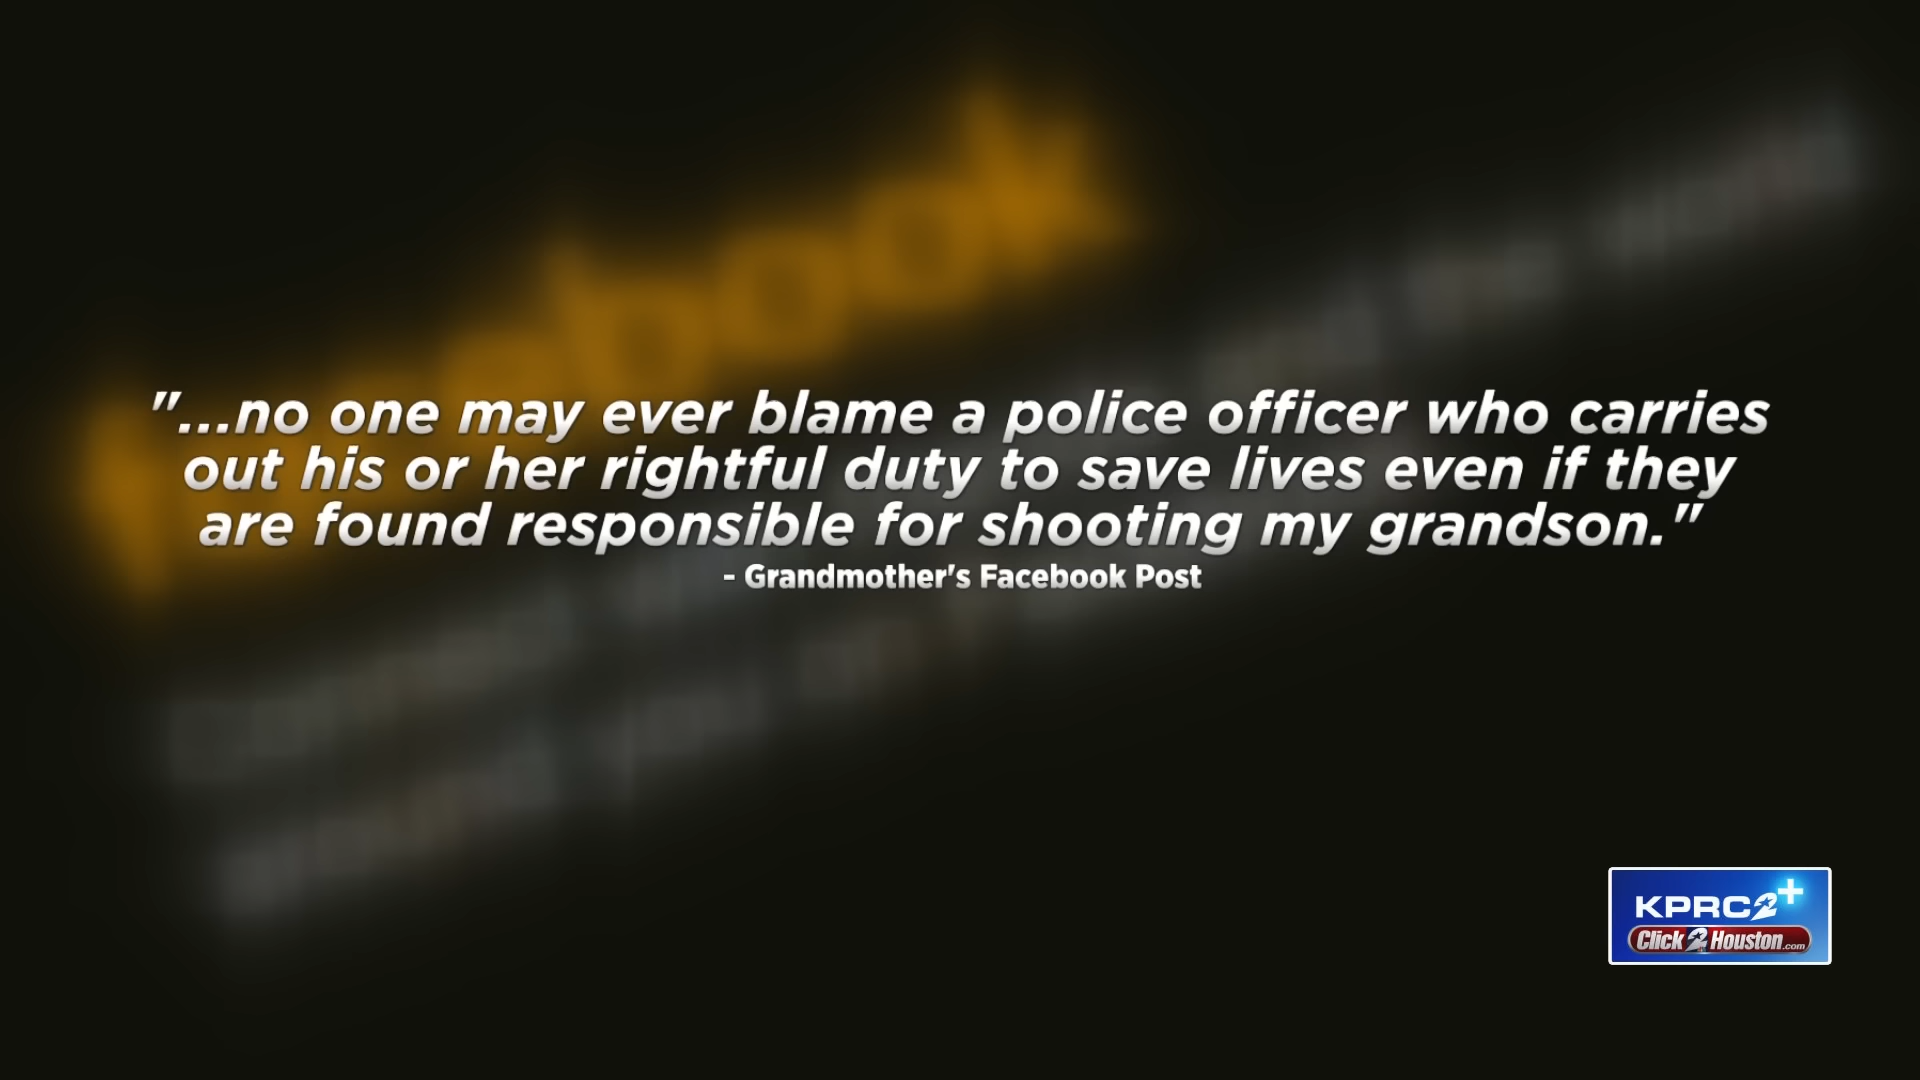 "...no one may ever blame a police officer who carries
out his or her rightful duty to save lives even if they
are found responsible for shooting my grandson."
- Grandmother's Facebook Post
KPRC2+
Click2Houston.com